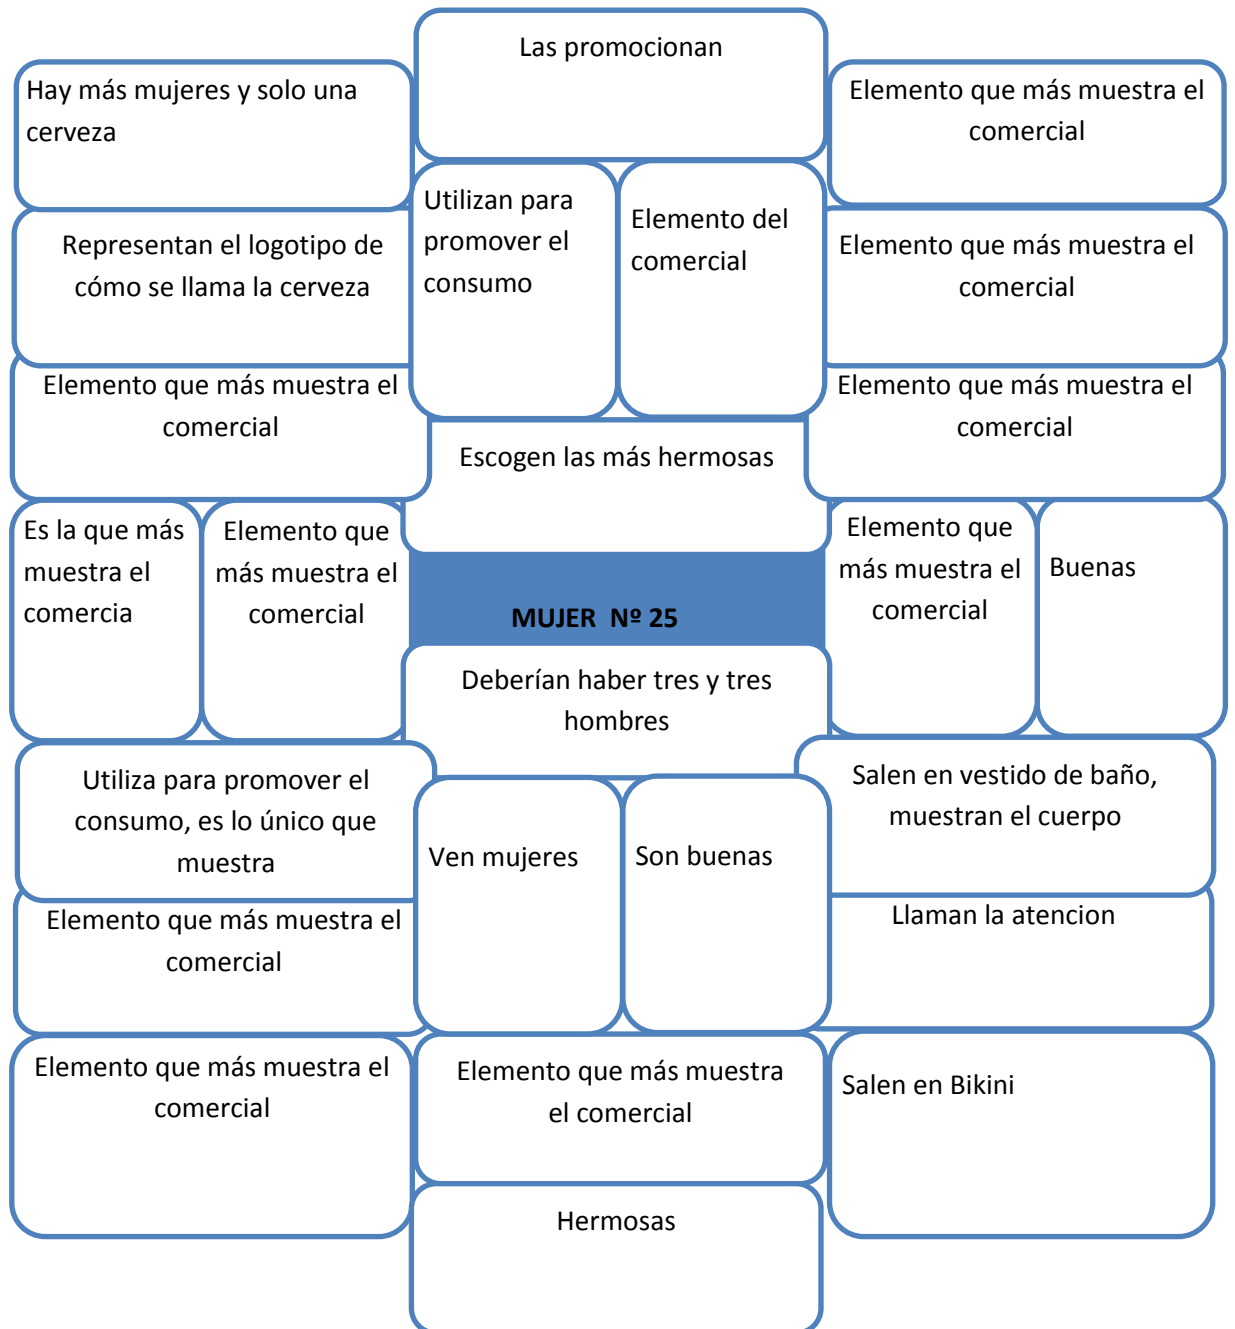 Las promocionan
Hay más mujeres y solo una
cerveza
Elemento que más muestra el
comercial
Utilizan para
promover el
consumo
Elemento del
comercial
Representan el logotipo de
cómo se llama la cerveza
Elemento que más muestra el
comercial
Elemento que más muestra el
comercial
Elemento que más muestra el
comercial
Escogen las más hermosas
Es la que más
muestra el
comercia
Elemento que
más muestra el
comercial
Elemento que
más muestra el
comercial
Buenas
MUJER Nº 25
Deberían haber tres y tres
hombres
Utiliza para promover el
consumo, es lo único que
muestra
Salen en vestido de baño,
muestran el cuerpo
Ven mujeres
Son buenas
Elemento que más muestra el
comercial
Llaman la atencion
Elemento que más muestra el
comercial
Elemento que más muestra
el comercial
Salen en Bikini
Hermosas